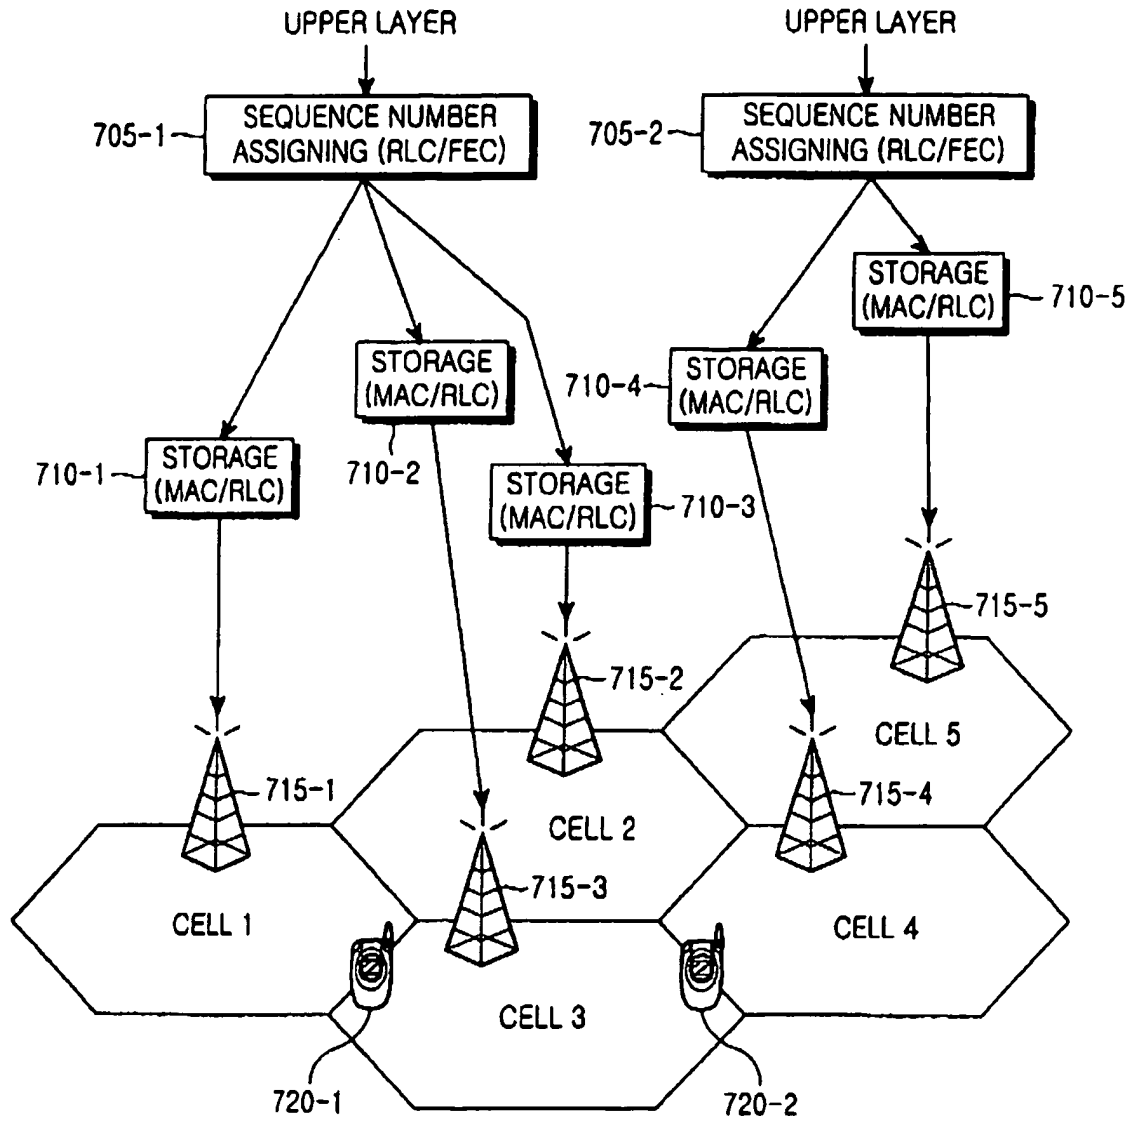 UPPER LAYER
UPPER LAYER
705-1
SEQUENCE NUMBER
ASSIGNING (RLC/FEC)
705-2
SEQUENCE NUMBER
ASSIGNING (RLC/FEC)
STORAGE
(MAC/RLC)
710-5
STORAGE
(MAC/RLC)
710-2
710-4
STORAGE
(MAC/RLC)
710-1
STORAGE
(MAC/RLC)
STORAGE
(MAC/RLC)
710-3
715-5
715-2
CELL 5
715-1
715-4
CELL 2
715-3
CELL 1
CELL 4
CELL 3
720-1
720-2